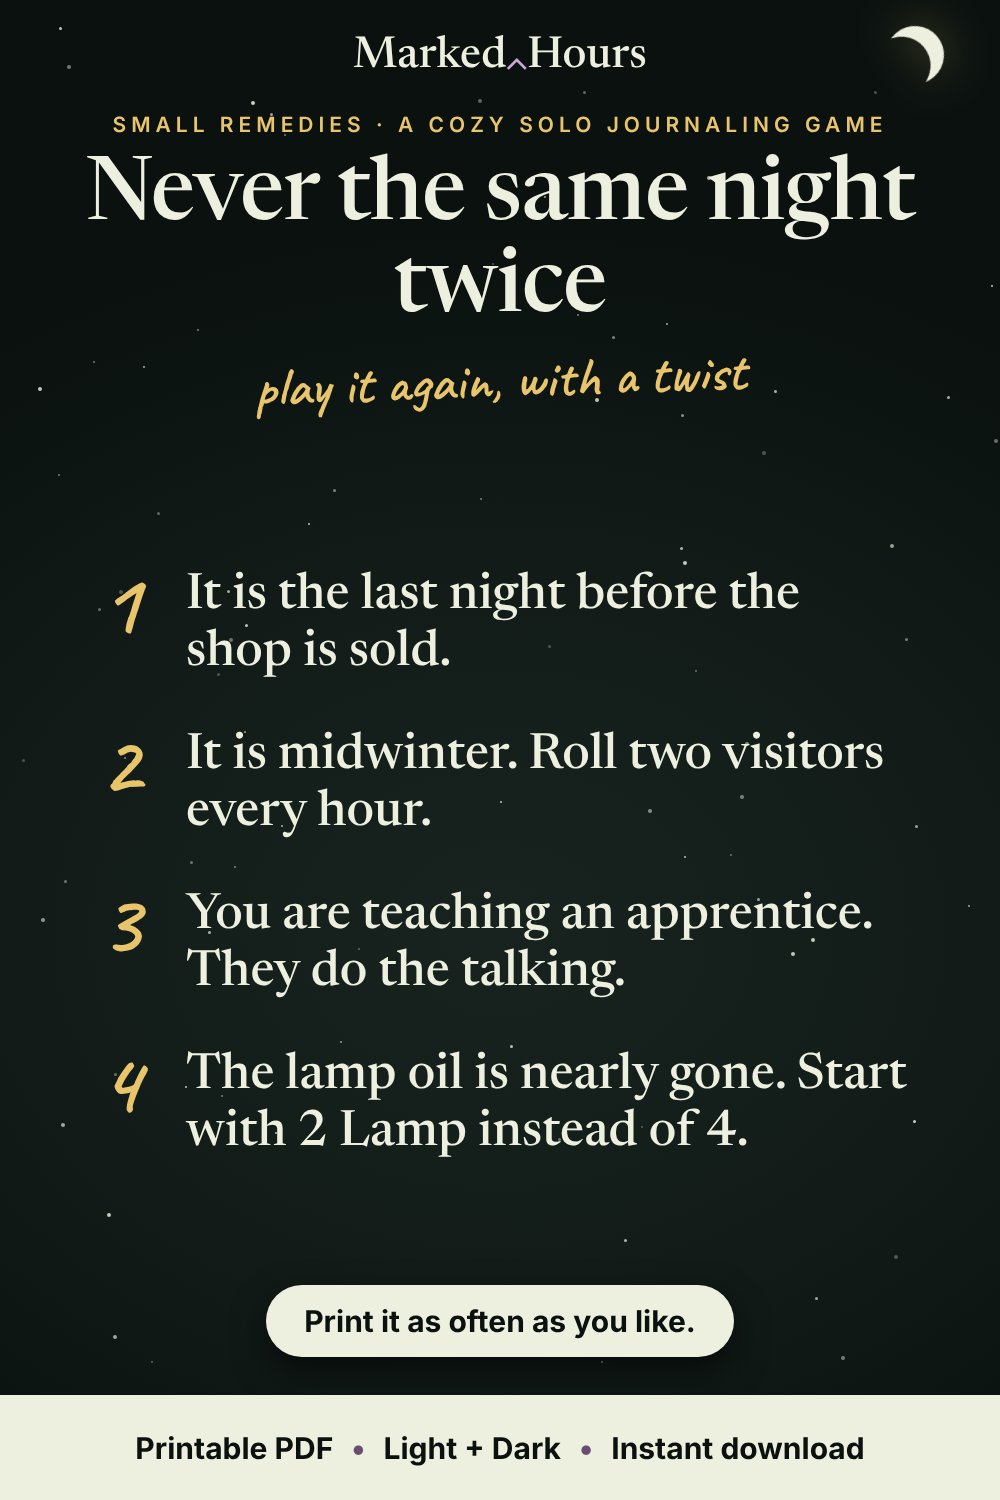 Marked‸Hours
SMALL REMEDIES · A COZY SOLO JOURNALING GAME
Never the same night
twice
play it again, with a twist
1 It is the last night before the
shop is sold.
2 It is midwinter. Roll two visitors
every hour.
3 You are teaching an apprentice.
They do the talking.
4 The lamp oil is nearly gone. Start
with 2 Lamp instead of 4.
Print it as often as you like.
Printable PDF • Light + Dark • Instant download